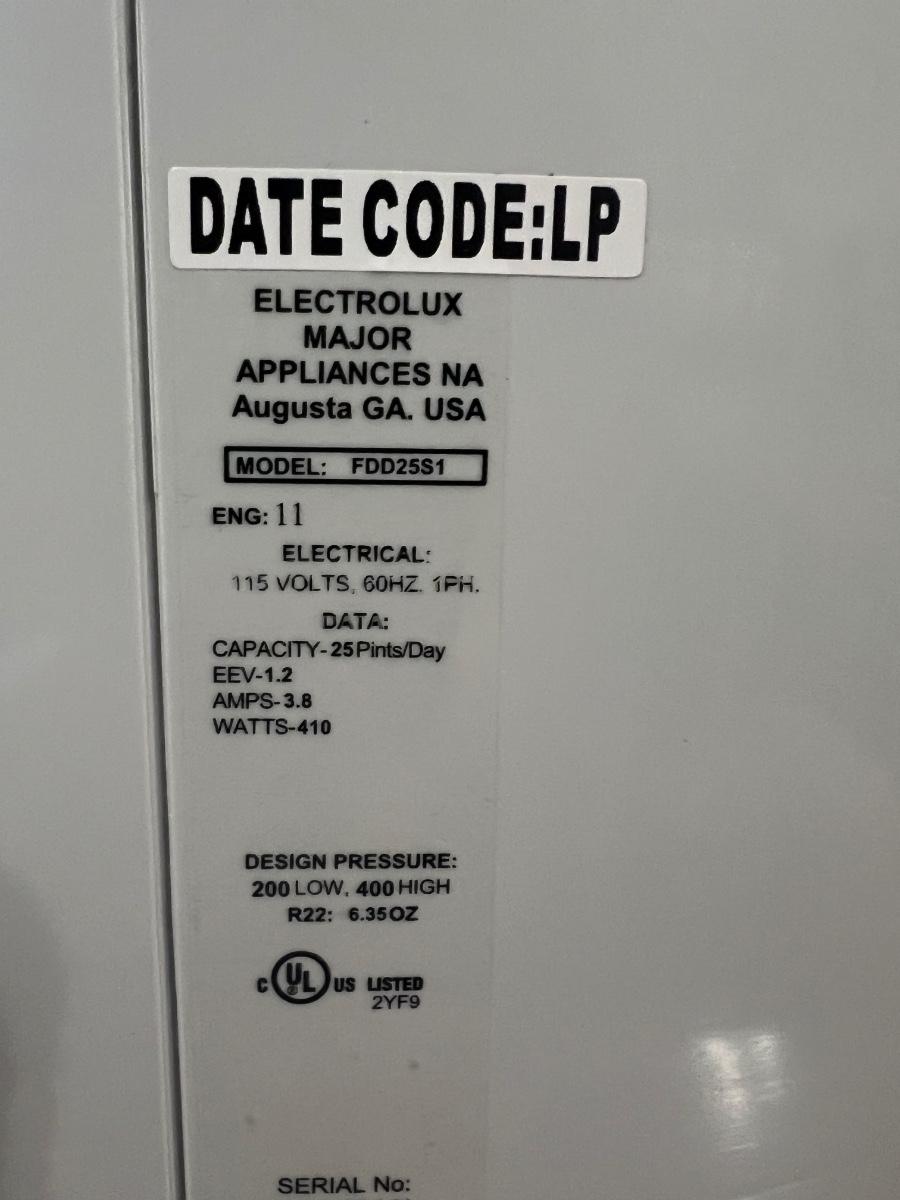 DATE CODE:LP
ELECTROLUX
MAJOR
APPLIANCES NA
Augusta GA. USA
MODEL: FDD25S1
ENG: 11
ELECTRICAL:
115 VOLTS, 60HZ. 1PH.
DATA:
CAPACITY-25Pints/Day
EEV-1.2
AMPS-3.8
WATTS-410
DESIGN PRESSURE:
200 LOW, 400 HIGH
R22: 6.35OZ
C UL US LISTED
2YF9
SERIAL No: